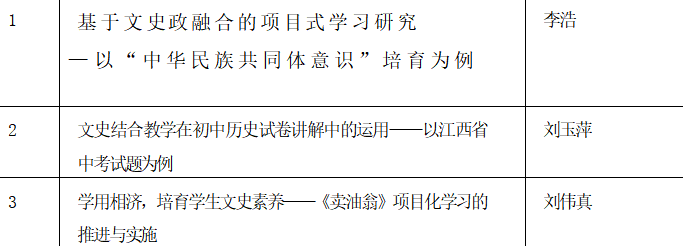 1 基于文史政融合的项目式学习研究 李浩
—以“中华民族共同体意识”培育为例
2 文史结合教学在初中历史试卷讲解中的运用——以江西省 刘玉萍
中考试题为例
3 学用相济，培育学生文史素养——《卖油翁》项目化学习的 刘伟真
推进与实施